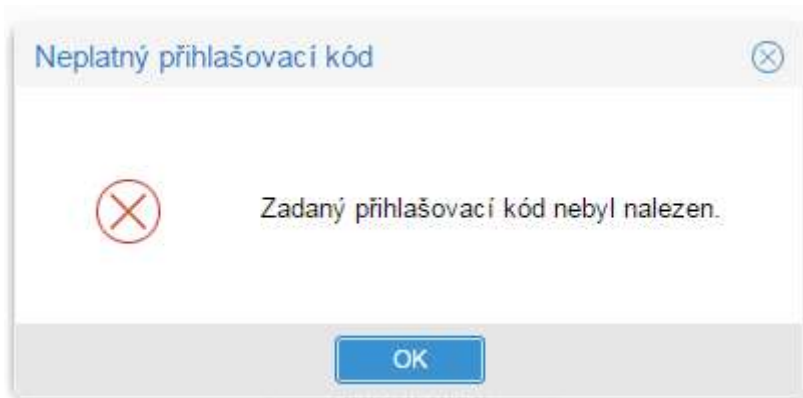 Neplatný přihlašovací kód
Zadaný přihlašovací kód nebyl nalezen.
OK